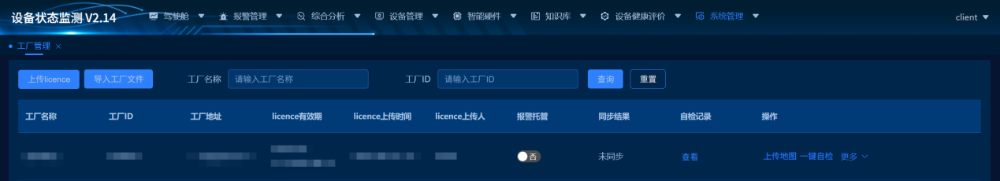 设备状态监测 V2.14 驾驶舱 报警管理 综合分析 设备管理 智能硬件 知识库 设备健康评价 系统管理 client
工厂管理 ×
上传licence 导入工厂文件 工厂名称 请输入工厂名称 工厂ID 请输入工厂ID 查询 重置
工厂名称 工厂ID 工厂地址 licence有效期 licence上传时间 licence上传人 报警托管 同步结果 自检记录 操作
否 未同步 查看 上传地图 一键自检 更多